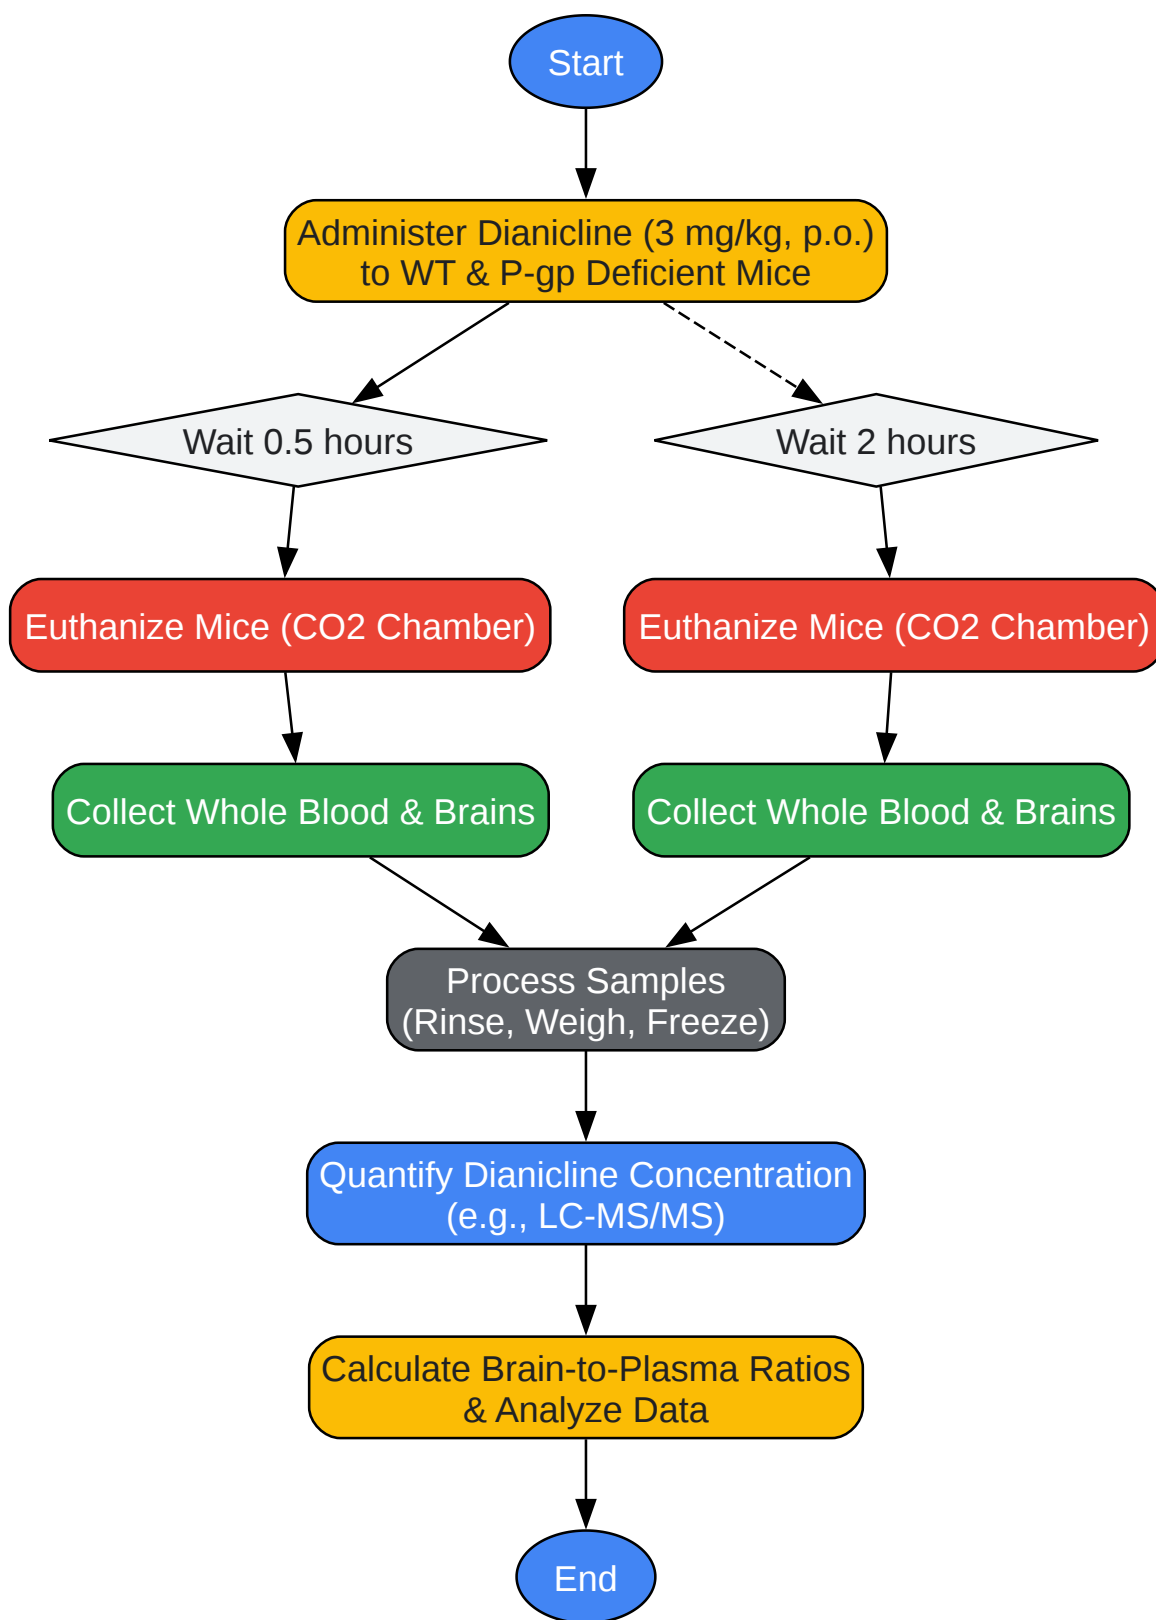 Start
Administer Dianicline (3 mg/kg, p.o.)
to WT & P-gp Deficient Mice
Wait 0.5 hours
Wait 2 hours
Euthanize Mice (CO2 Chamber)
Euthanize Mice (CO2 Chamber)
Collect Whole Blood & Brains
Collect Whole Blood & Brains
Process Samples
(Rinse, Weigh, Freeze)
Quantify Dianicline Concentration
(e.g., LC-MS/MS)
Calculate Brain-to-Plasma Ratios
& Analyze Data
End